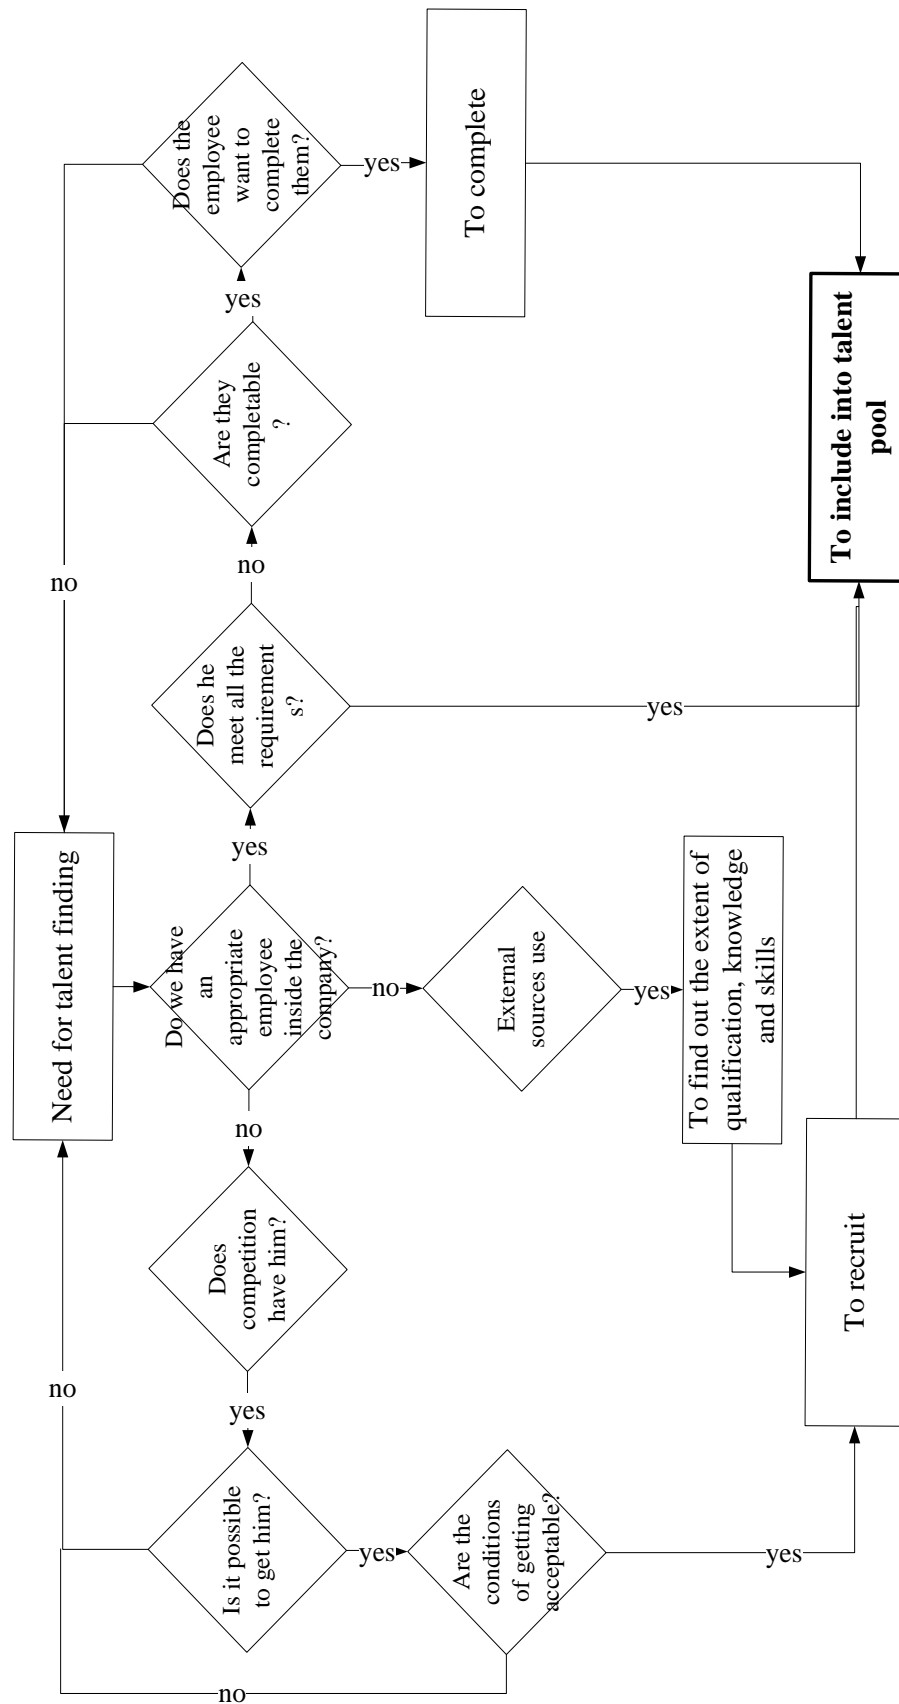 no
Need for talent finding
no
Is it possible
to get him?
yes
Does
competition
have him?
no
Do we have
an
appropriate
employee
inside the
company?
yes
Does he
meet all the
requirement
s?
no
Are they
completable
?
yes
Does the
employee
want to
complete
them?
no
yes
no
yes
Are the
conditions
of getting
acceptable?
External
sources use
To complete
yes
yes
To find out the extent of
qualification, knowledge
and skills
yes
To recruit
To include into talent
pool